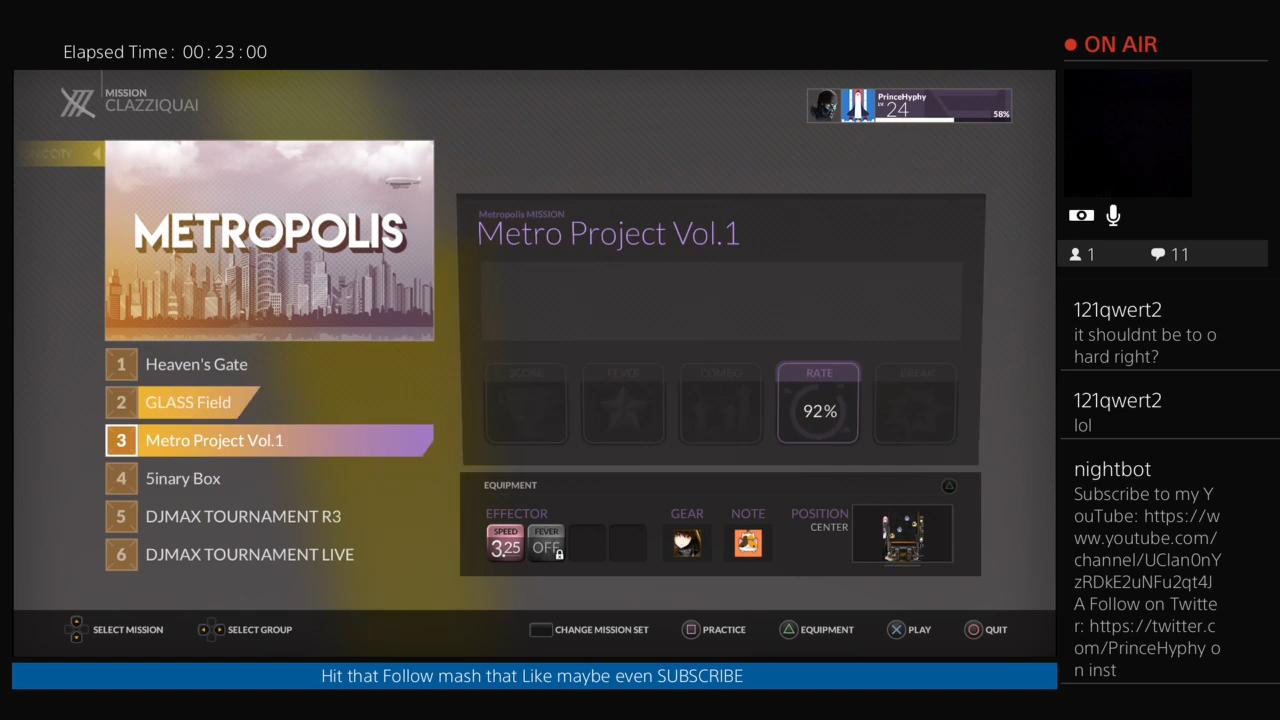 Elapsed Time: 00:23:00
ON AIR
MISSION
CLAZZIQUAI
PrinceHyphy
LV. 24
58%
METROPOLIS
Metropolis MISSION
Metro Project Vol.1
1 Heaven's Gate
2 GLASS Field
3 Metro Project Vol.1
4 5inary Box
5 DJMAX TOURNAMENT R3
6 DJMAX TOURNAMENT LIVE
SCORE FEVER COMBO RATE BREAK
92%
EQUIPMENT
EFFECTOR GEAR NOTE POSITION
CENTER
SPEED FEVER
3.25 OFF
SELECT MISSION SELECT GROUP CHANGE MISSION SET PRACTICE EQUIPMENT PLAY QUIT
Hit that Follow mash that Like maybe even SUBSCRIBE
1 11
121qwert2
it shouldnt be to o
hard right?
121qwert2
lol
nightbot
Subscribe to my Y
ouTube: https://w
ww.youtube.com/
channel/UCIan0nY
zRDkE2uNFu2qt4J
A Follow on Twitte
r: https://twitter.c
om/PrinceHyphy o
n inst